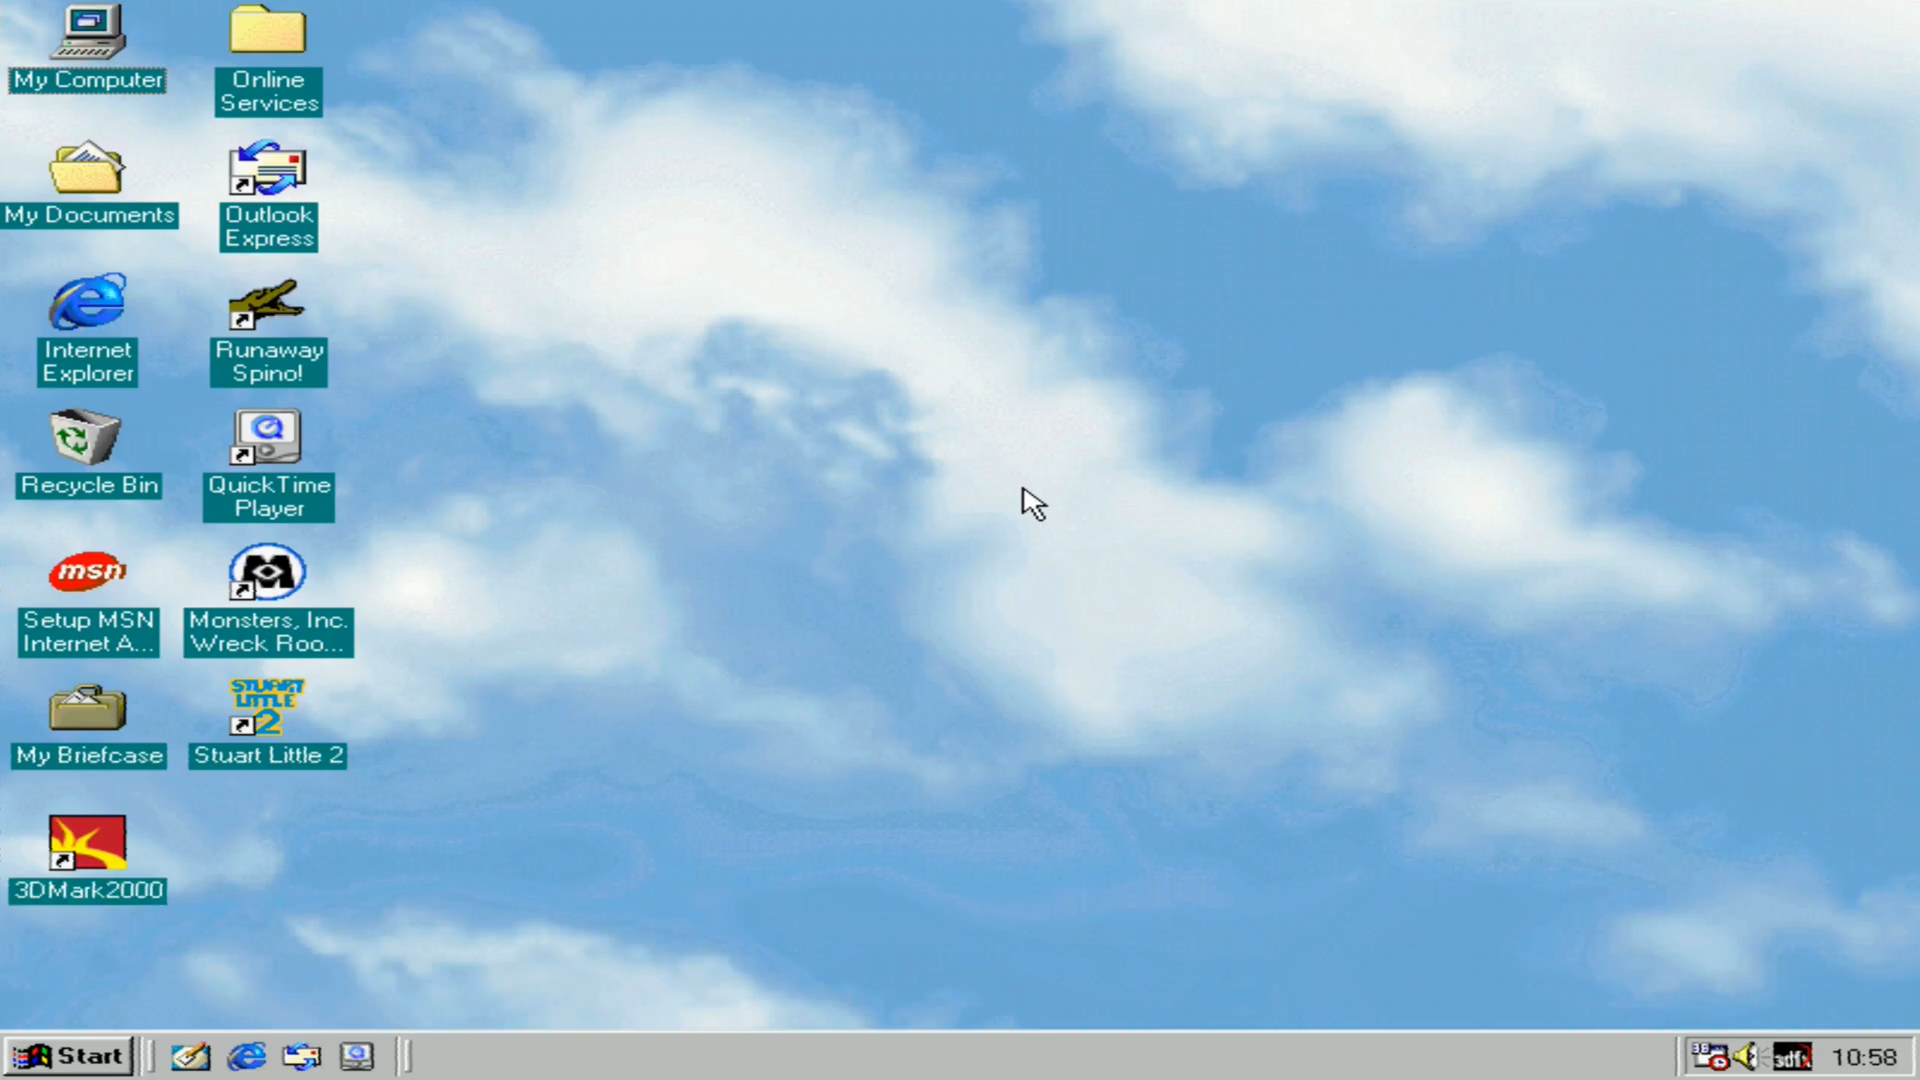 My Computer
Online
Services
My Documents
Outlook
Express
Internet
Explorer
Runaway
Spino!
Recycle Bin
QuickTime
Player
msn
Setup MSN
Internet A...
Monsters, Inc.
Wreck Roo...
My Briefcase
STUART
LITTLE
2
Stuart Little 2
3DMark2000
Start
3dfx
10:58